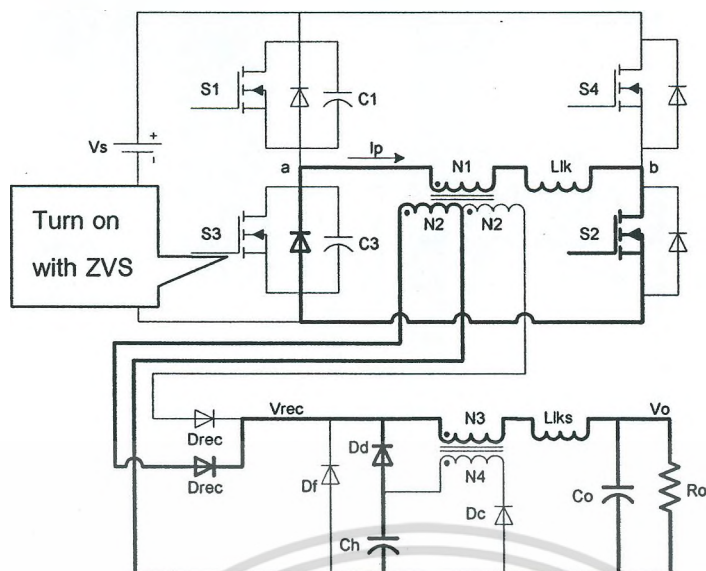 S1
C1
S4
Vs
+
-
a
Ip
N1
Llk
b
Turn on
with ZVS
S3
C3
N2
N2
S2
Vrec
N3
Llks
Vo
Drec
Drec
Df
Dd
N4
Dc
Co
Ro
Ch